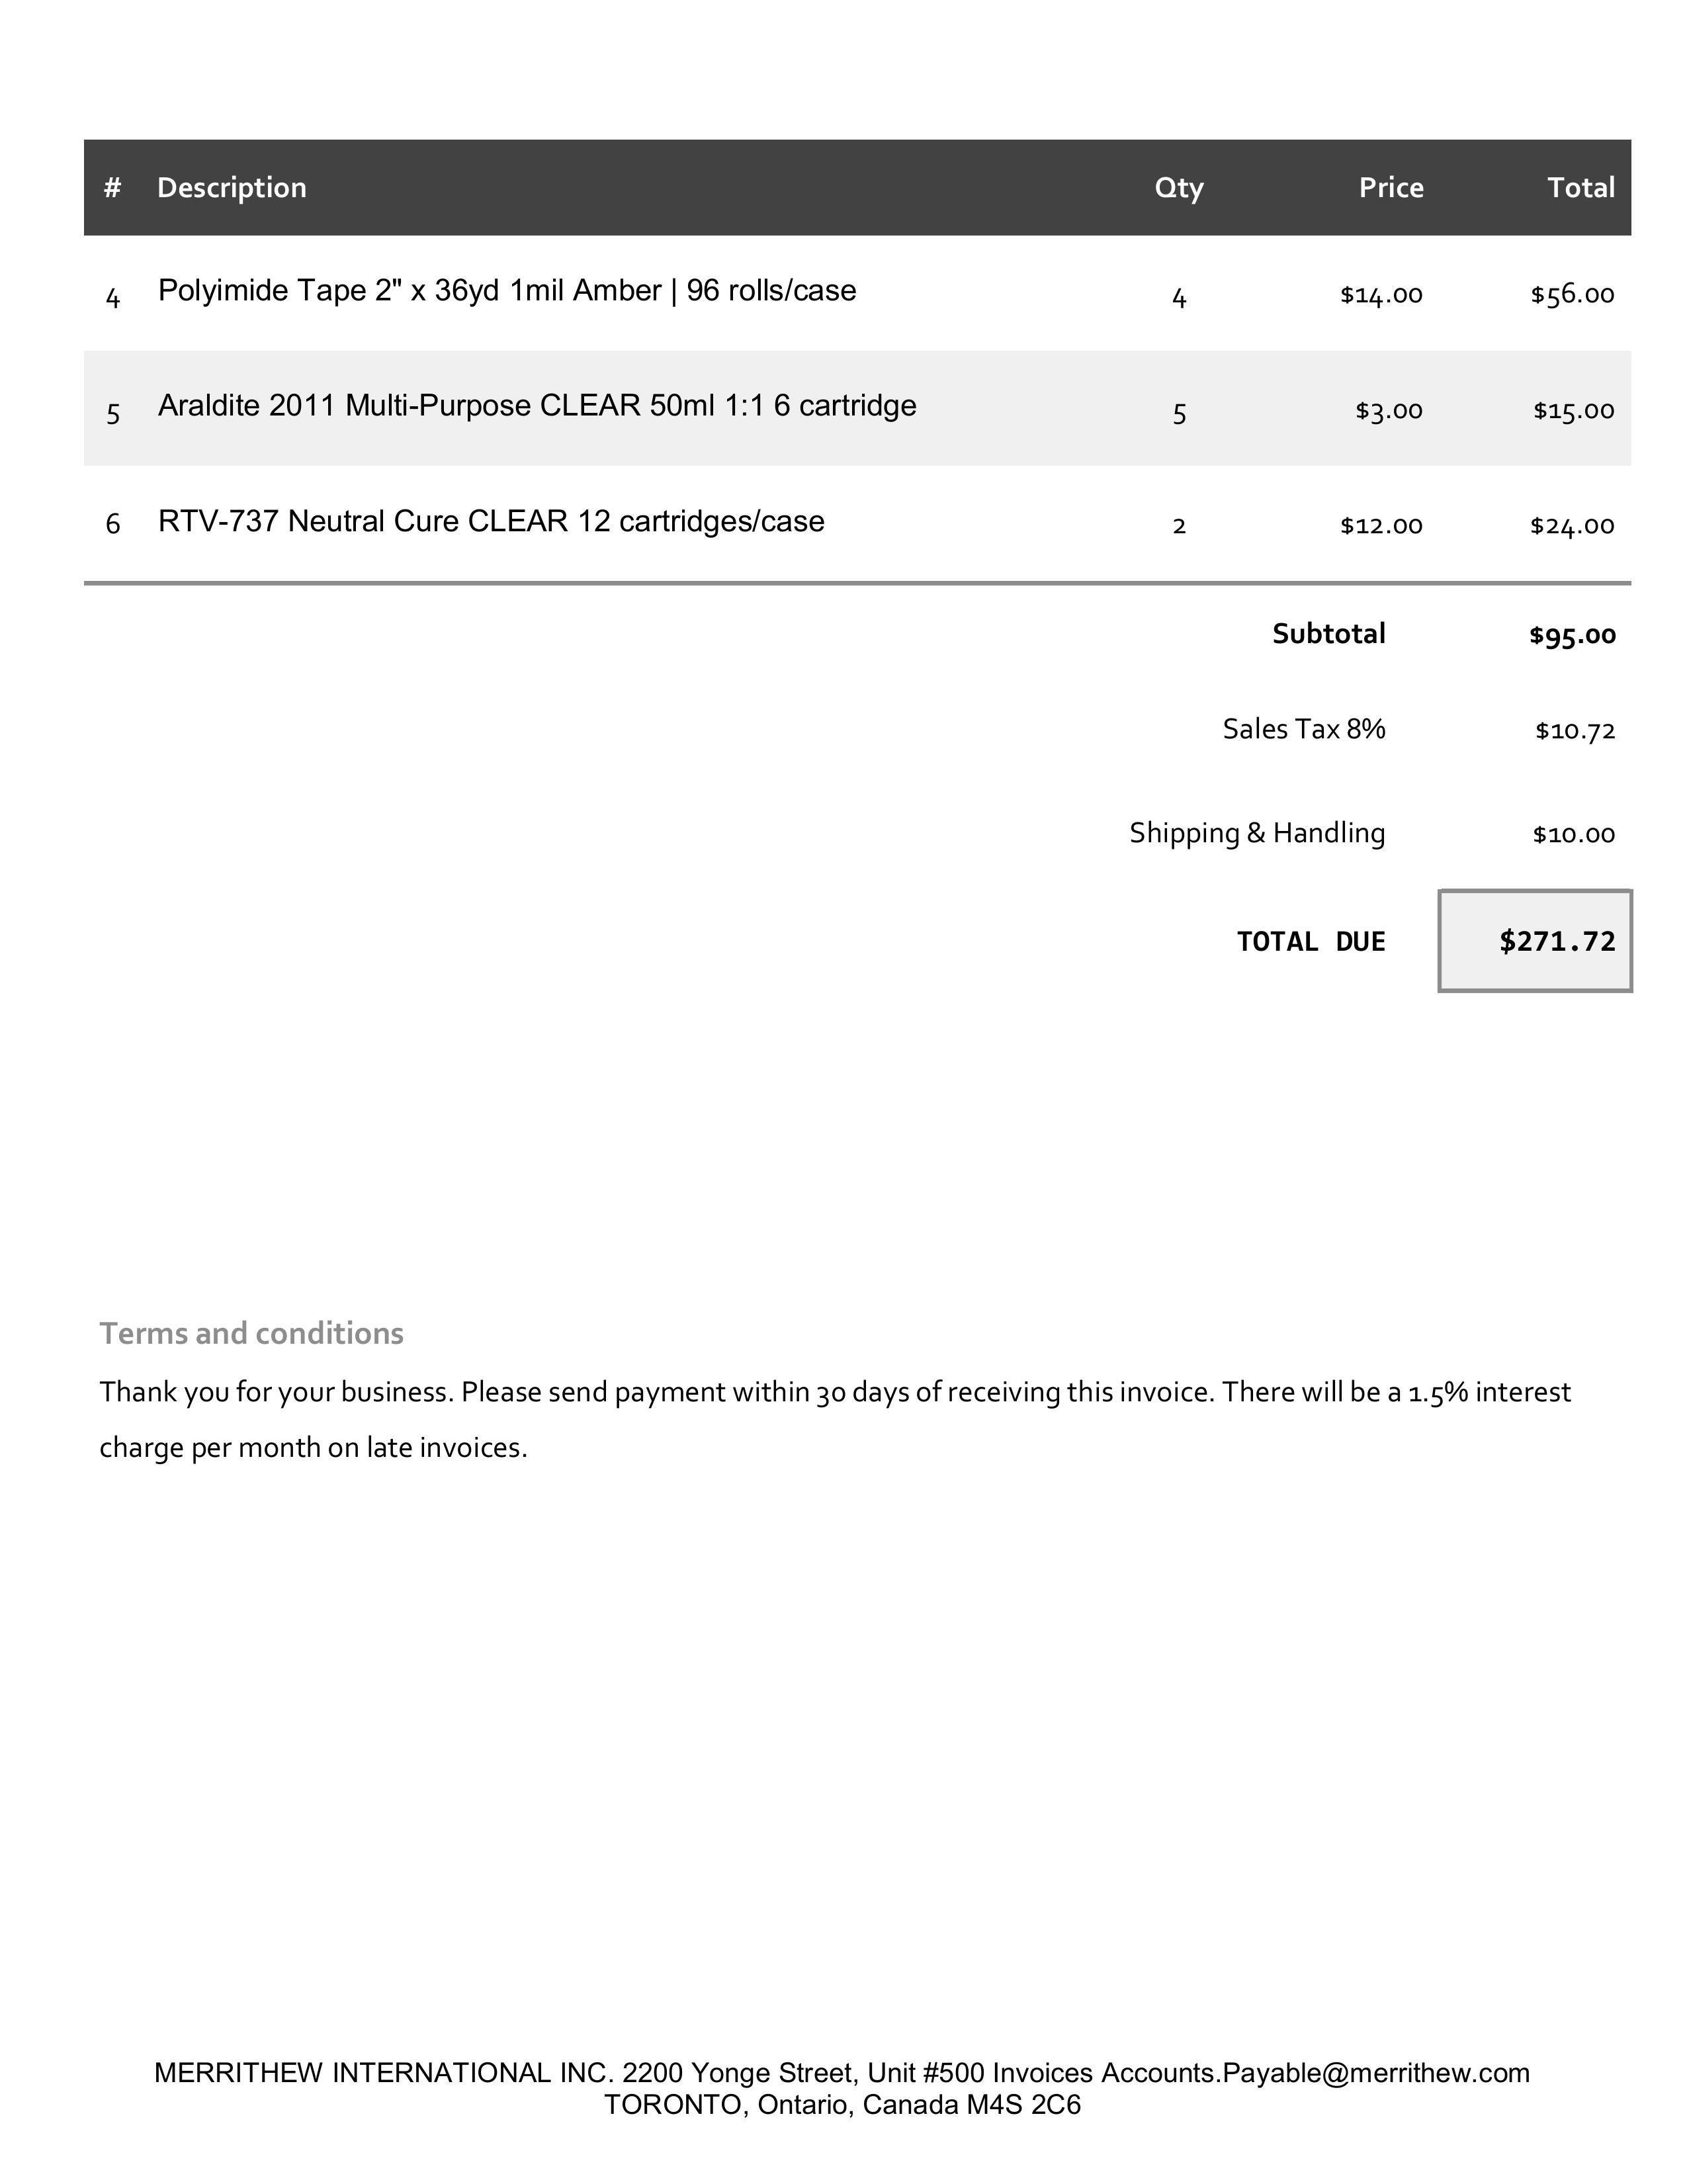 # Description Qty Price Total
4 Polyimide Tape 2" x 36yd 1mil Amber | 96 rolls/case 4 $14.00 $56.00
5 Araldite 2011 Multi-Purpose CLEAR 50ml 1:1 6 cartridge 5 $3.00 $15.00
6 RTV-737 Neutral Cure CLEAR 12 cartridges/case 2 $12.00 $24.00
Subtotal $95.00
Sales Tax 8% $10.72
Shipping & Handling $10.00
TOTAL DUE $271.72
Terms and conditions
Thank you for your business. Please send payment within 30 days of receiving this invoice. There will be a 1.5% interest
charge per month on late invoices.
MERRITHEW INTERNATIONAL INC. 2200 Yonge Street, Unit #500 Invoices Accounts.Payable@merrithew.com
TORONTO, Ontario, Canada M4S 2C6